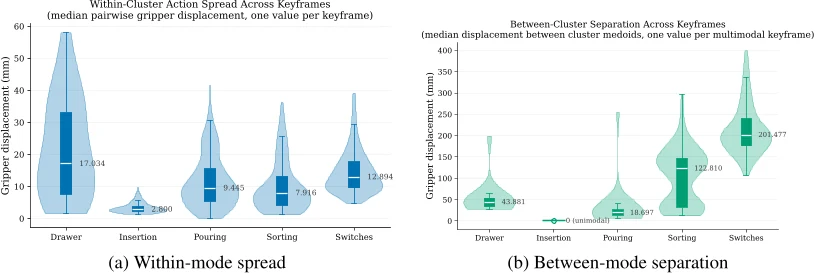 Within-Cluster Action Spread Across Keyframes
(median pairwise gripper displacement, one value per keyframe)
Gripper displacement (mm)
60
50
40
30
20
10
0
17.034
2.800
9.445
7.916
12.894
Drawer
Insertion
Pouring
Sorting
Switches
(a) Within-mode spread
Between-Cluster Separation Across Keyframes
(median displacement between cluster medoids, one value per multimodal keyframe)
Gripper displacement (mm)
400
350
300
250
200
150
100
50
0
43.881
0 (unimodal)
18.697
122.810
201.477
Drawer
Insertion
Pouring
Sorting
Switches
(b) Between-mode separation